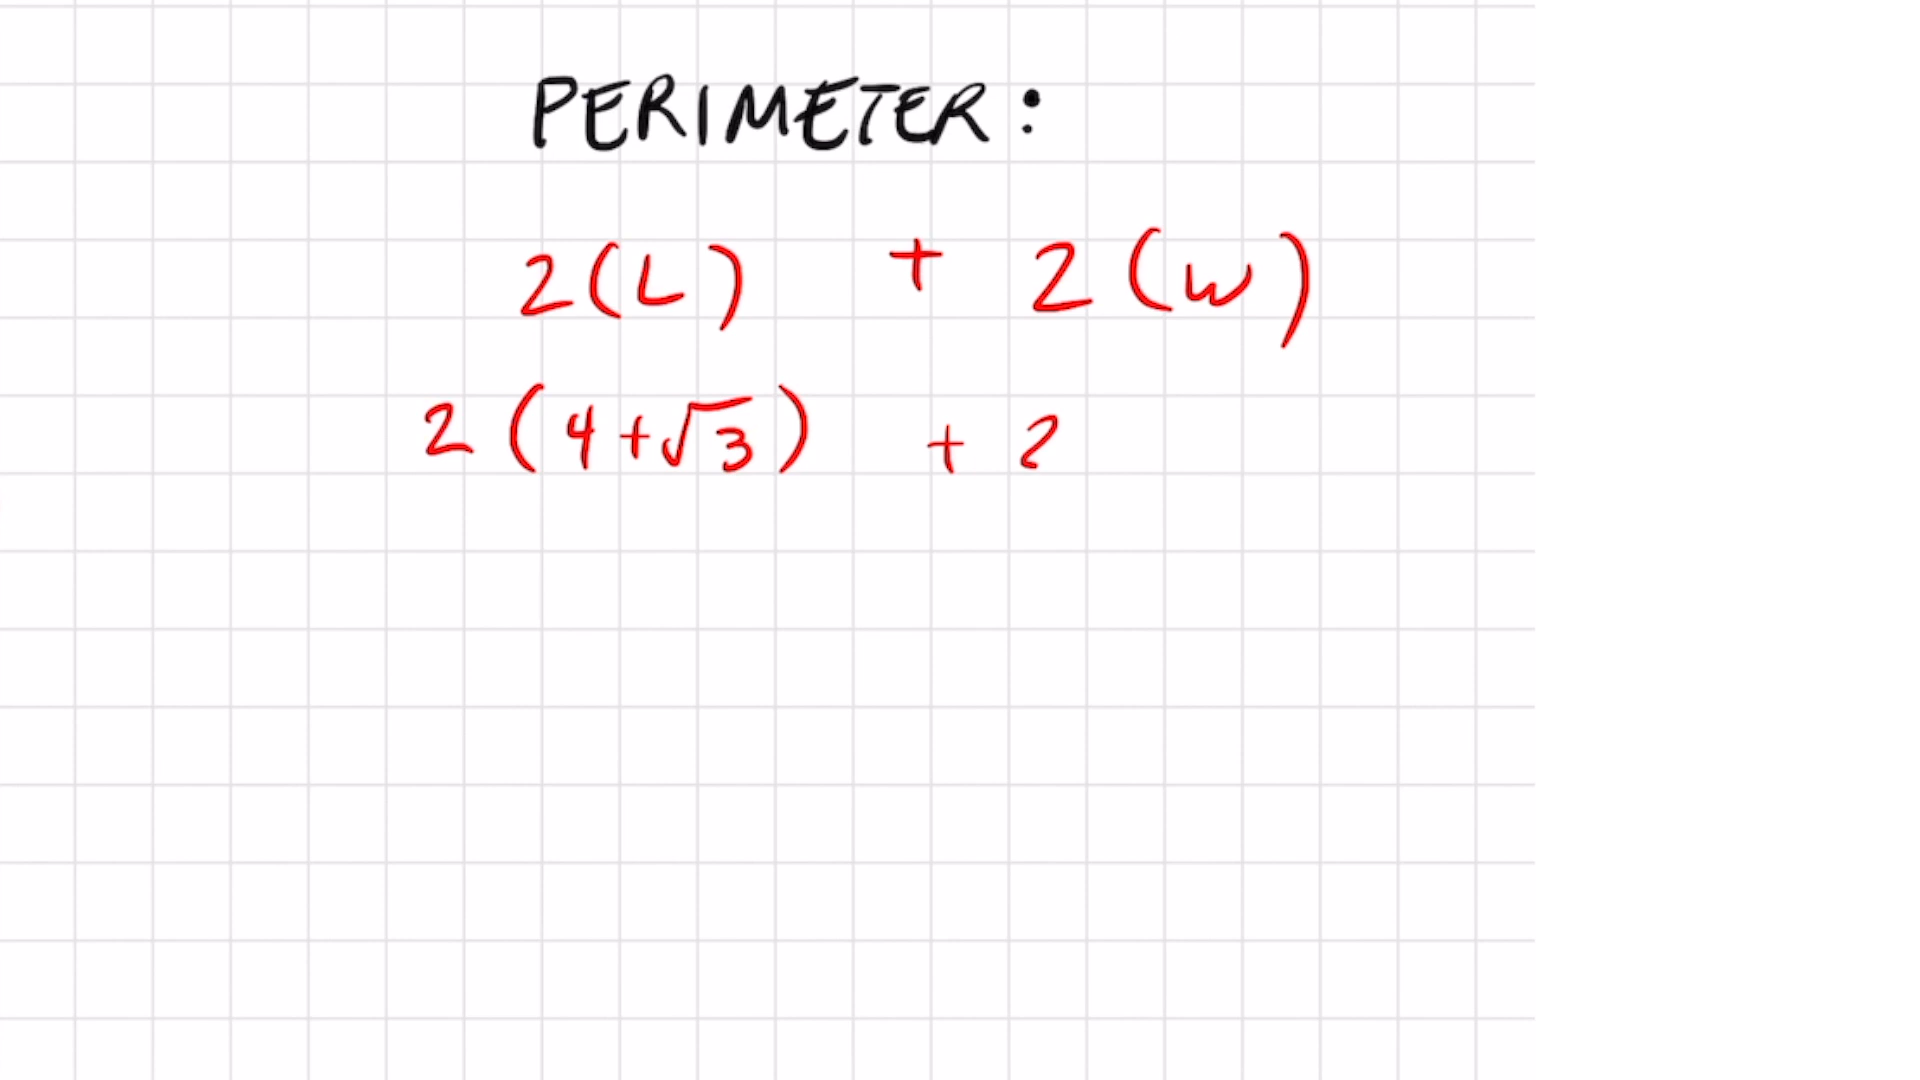 PERIMETER:
2(L) + 2(W)
2(4+√3) + 2